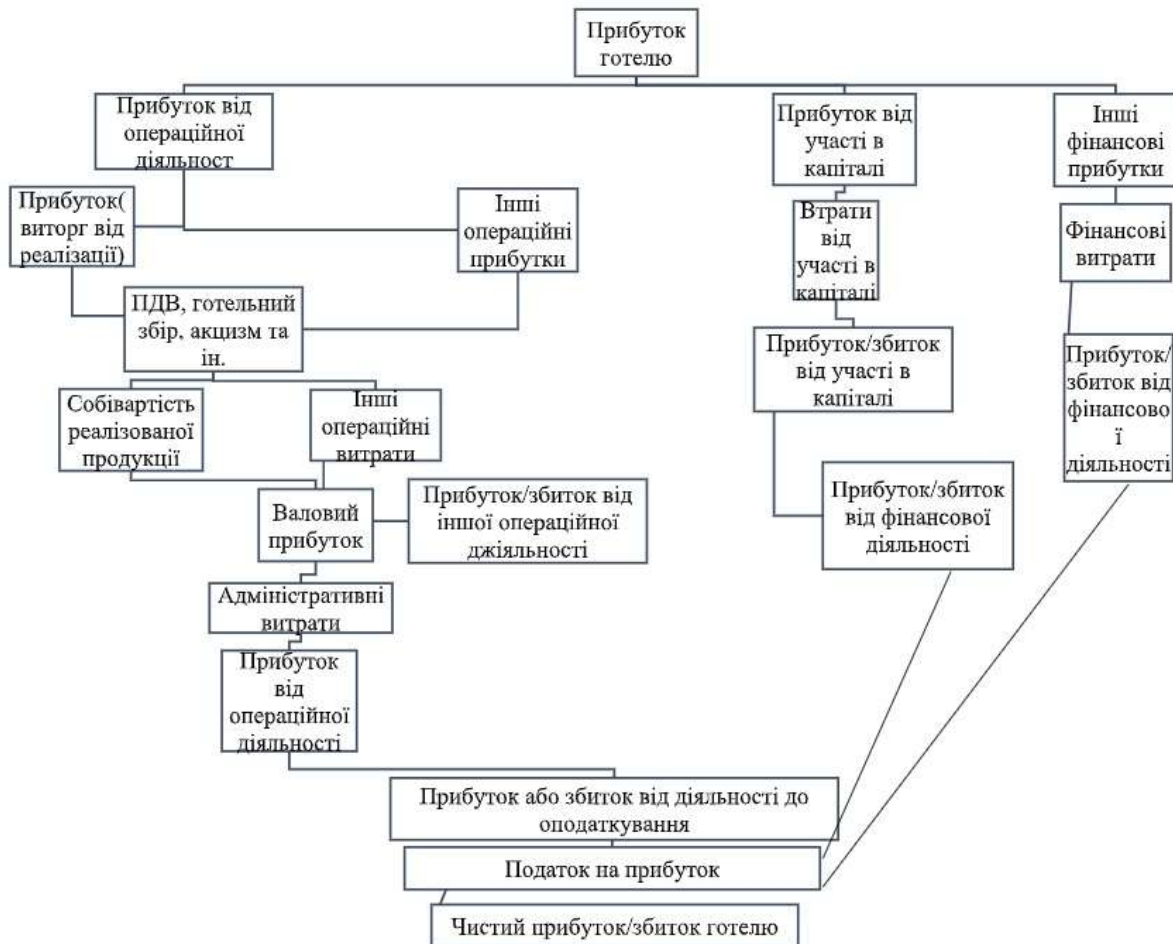 Прибуток
готелю
Прибуток від
операційної
діяльност
Прибуток від
участі в
капіталі
Інші
фінансові
прибутки
Прибуток(
виторг від
реалізації)
Інші
операційні
прибутки
Втрати від
участі в
капіталі
Фінансові
витрати
ПДВ, готельний
збір, акцизм та
ін.
Прибуток/збиток
від участі в
капіталі
Прибуток/
збиток від
фінансово
ї
діяльності
Собівартість
реалізованої
продукції
Інші
операційні
витрати
Прибуток/збиток
від фінансової
діяльності
Валовий
прибуток
Прибуток/збиток від
іншої операційної
джіяльності
Адміністративні
витрати
Прибуток
від
операційної
діяльності
Прибуток або збиток від діяльності до
оподаткування
Податок на прибуток
Чистий прибуток/збиток готелю